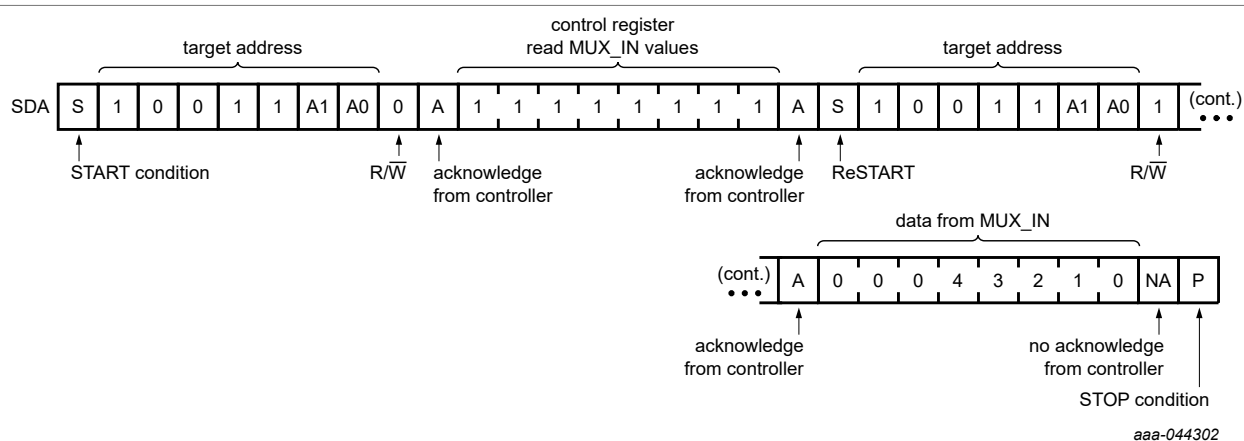 control register
target address read MUX_IN values target address
SDA S 1 0 0 1 1 A1 A0 0 A 1 1 1 1 1 1 1 1 A S 1 0 0 1 1 A1 A0 1 (cont.) •••
START condition R/W̅ acknowledge from controller acknowledge from controller ReSTART R/W̅
data from MUX_IN
(cont.) ••• A 0 0 0 4 3 2 1 0 NA P
acknowledge from controller no acknowledge from controller
STOP condition
aaa-044302